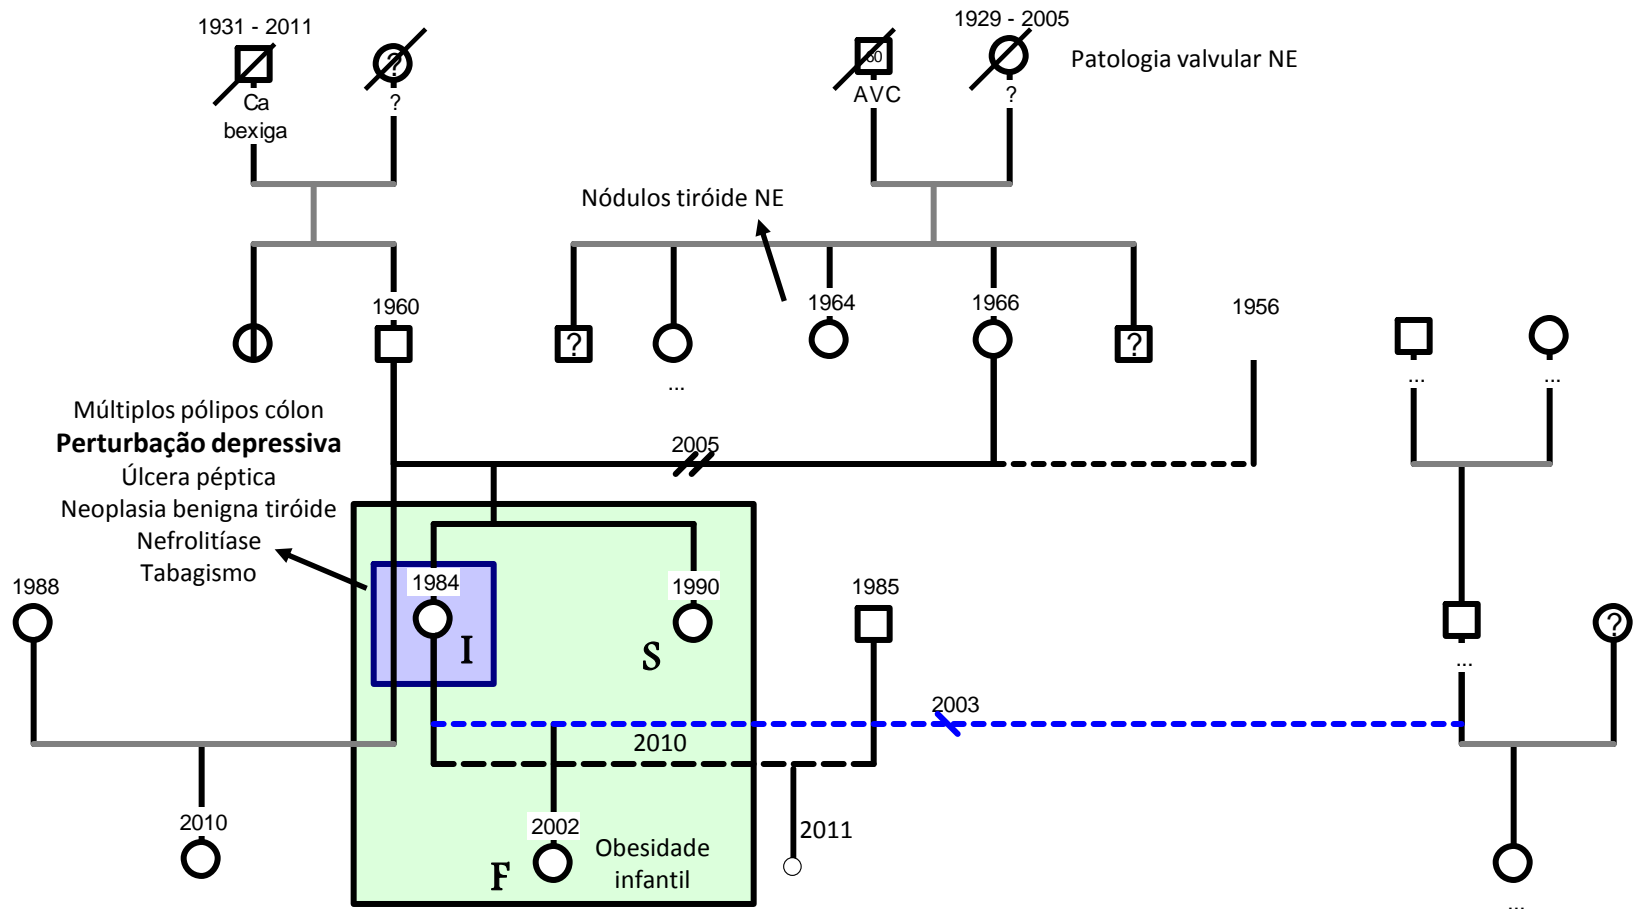 1931 - 2011
1929 - 2005
?
60
Patologia valvular NE
Ca
bexiga
?
AVC
?
Nódulos tiróide NE
1960
1964
1966
1956
?
?
...
...
...
Múltiplos pólipos cólon
Perturbação depressiva
Úlcera péptica
Neoplasia benigna tiróide
Nefrolitíase
Tabagismo
2005
1988
1984
1990
1985
?
I
S
...
2003
2010
2010
2002
2011
Obesidade
infantil
F
...